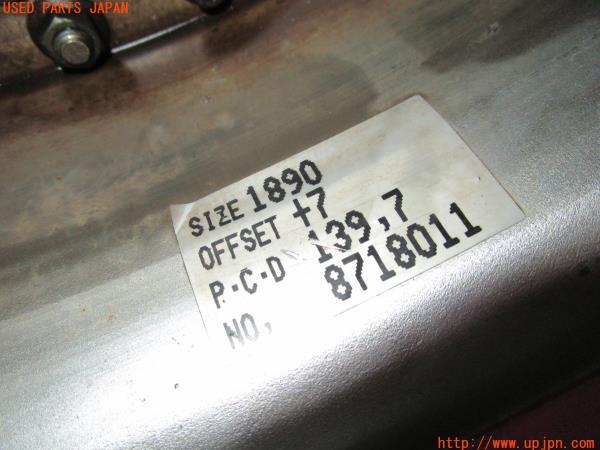 USED PARTS JAPAN
SIZE 1890
OFFSET +7
P・C・D 139,7
NO, 8718011
http://www.upjpn.com/